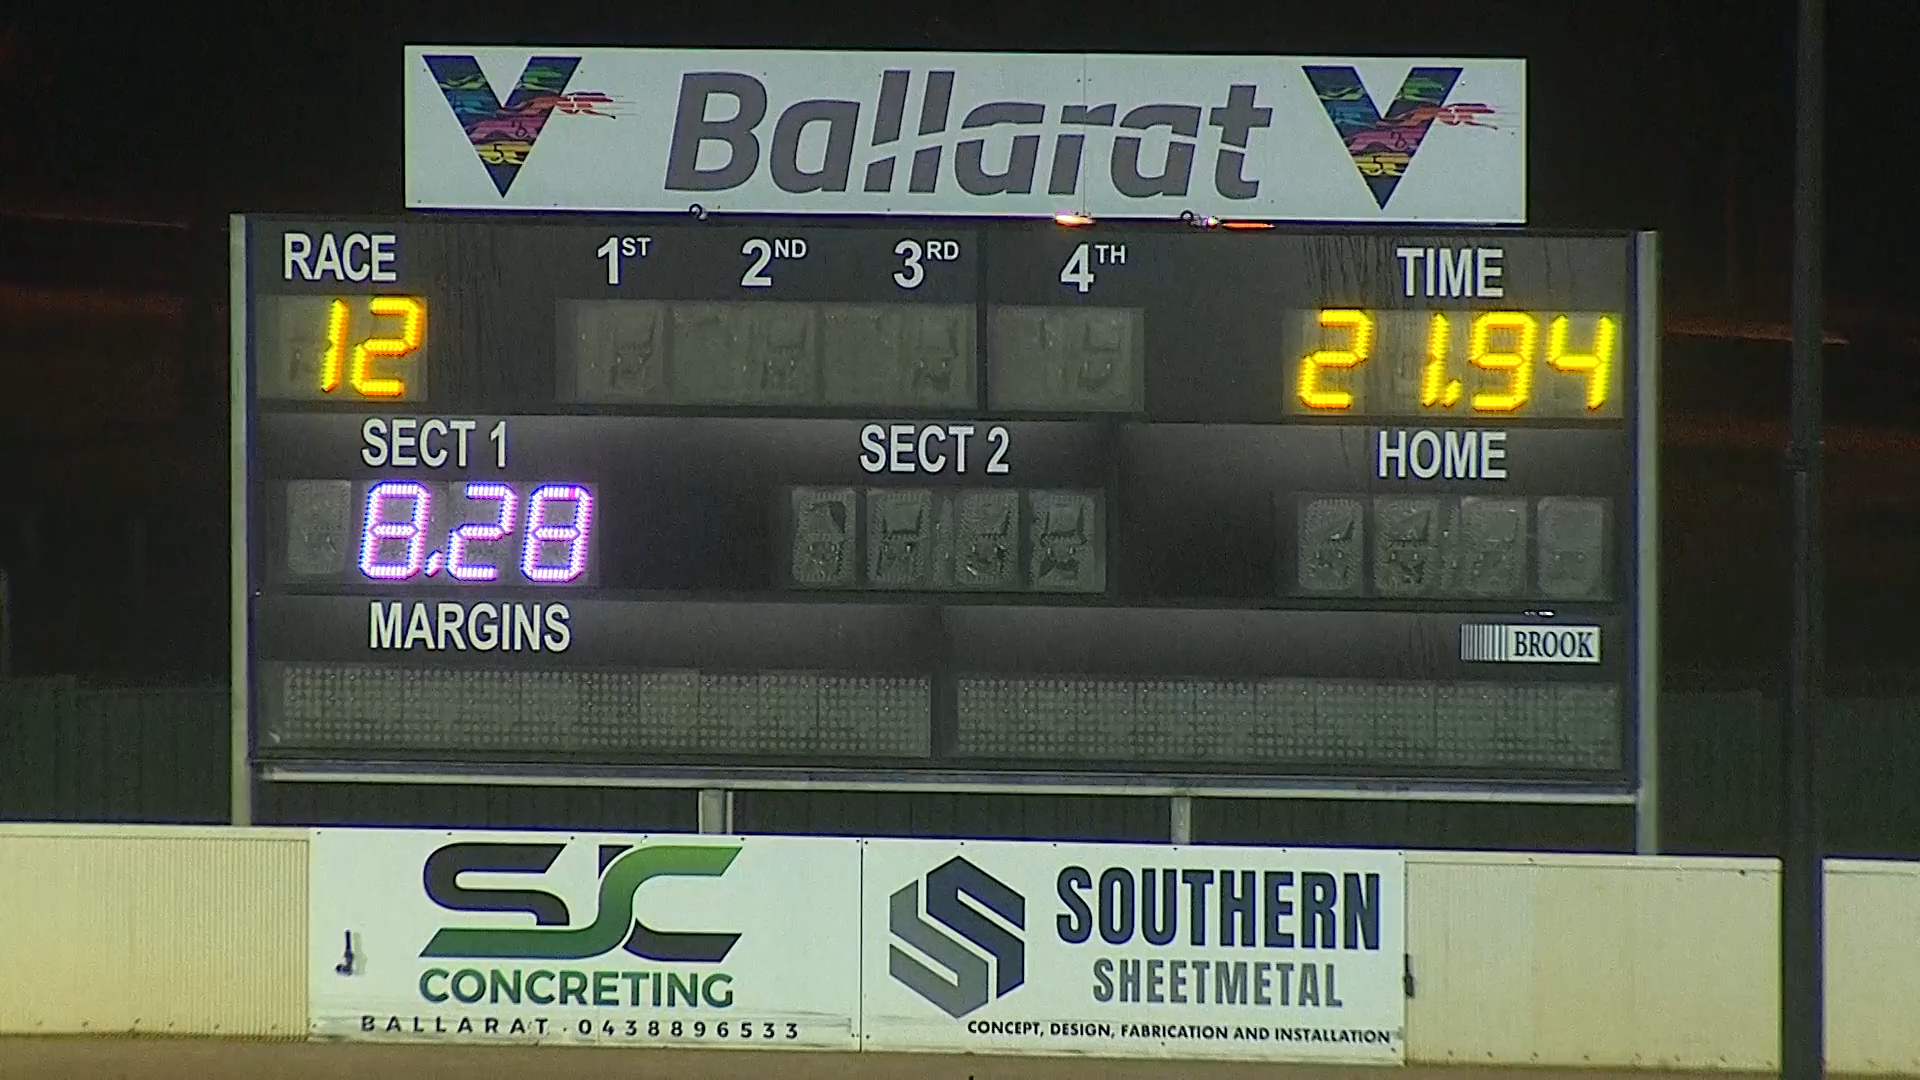 Ballarat
RACE 1ST 2ND 3RD 4TH TIME
12 21.94
SECT 1 SECT 2 HOME
8.28
MARGINS
BROOK
SJC
CONCRETING
BALLARAT . 0438896533
SOUTHERN
SHEETMETAL
CONCEPT, DESIGN, FABRICATION AND INSTALLATION